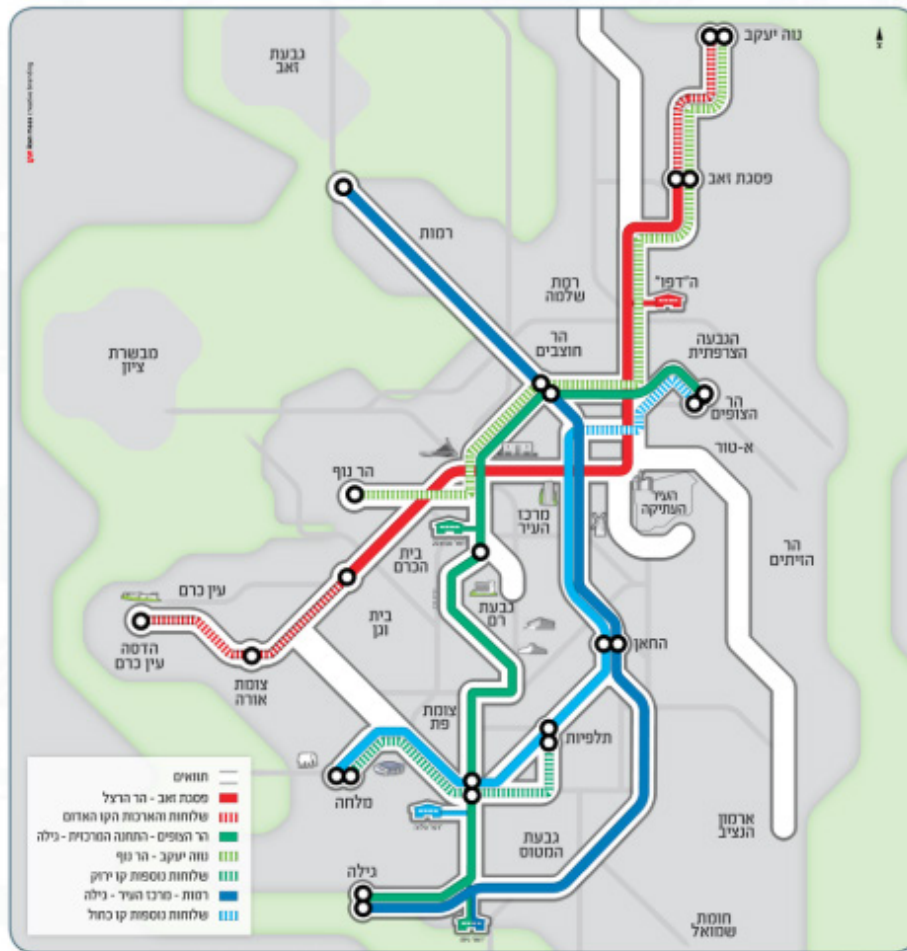 נווה יעקב
גבעת
זאב
פסגת זאב
רמות
רמת
שלמה
ה"דפו"
הר
חוצבים
הגבעה
הצרפתית
מבשרת
ציון
הר
הצופים
א-טור
הר נוף
העיר
העתיקה
מרכז
העיר
בית
הכרם
הר
הזיתים
עין כרם
בית
וגן
גבעת
רם
הדסה
עין כרם
צומת
אורה
החאן
צומת
פת
תלפיות
מלחה
ארמון
הנציב
גבעת
המטוס
גילה
חומת
שמואל
תוואים
פסגת זאב - הר הרצל
שלוחות והארכות הקו האדום
הר הצופים - התחנה המרכזית - גילה
נווה יעקב - הר נוף
שלוחות נוספות קו ירוק
רמות - מרכז העיר - גילה
שלוחות נוספות קו כחול